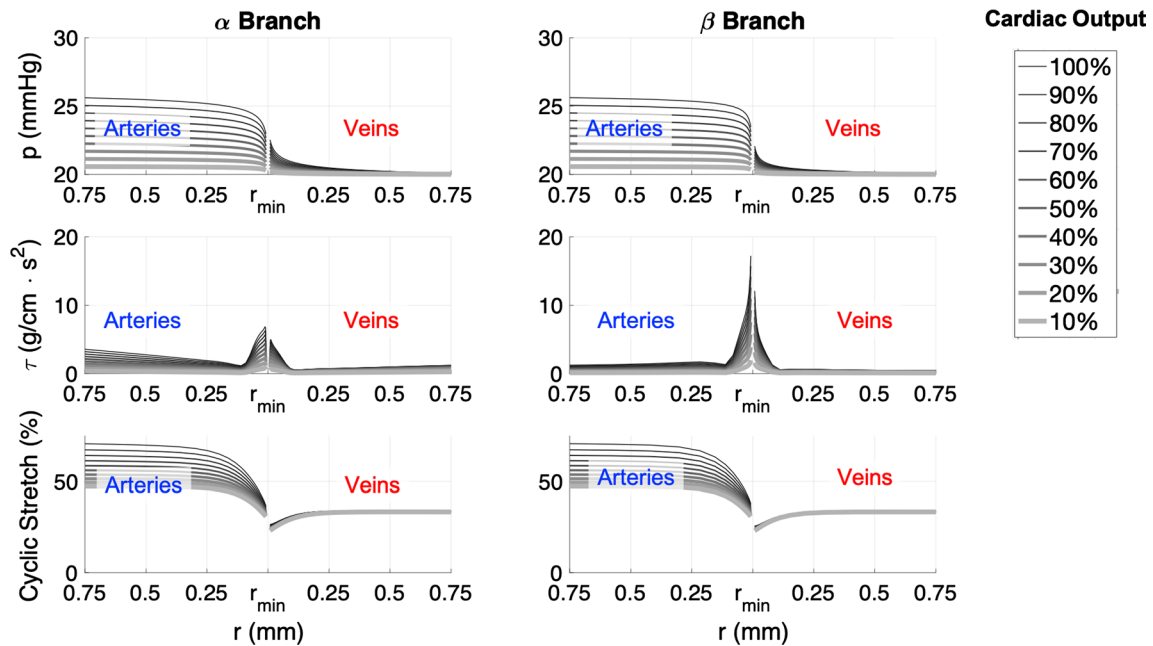 α Branch
β Branch
Cardiac Output
p (mmHg)
30
25
20
Arteries
Veins
0.75 0.5 0.25 r_min 0.25 0.5 0.75
30
25
20
Arteries
Veins
0.75 0.5 0.25 r_min 0.25 0.5 0.75
100%
90%
80%
70%
60%
50%
40%
30%
20%
10%
τ (g/cm · s²)
20
10
0
Arteries
Veins
0.75 0.5 0.25 r_min 0.25 0.5 0.75
20
10
0
Arteries
Veins
0.75 0.5 0.25 r_min 0.25 0.5 0.75
Cyclic Stretch (%)
50
0
Arteries
Veins
0.75 0.5 0.25 r_min 0.25 0.5 0.75
r (mm)
50
0
Arteries
Veins
0.75 0.5 0.25 r_min 0.25 0.5 0.75
r (mm)